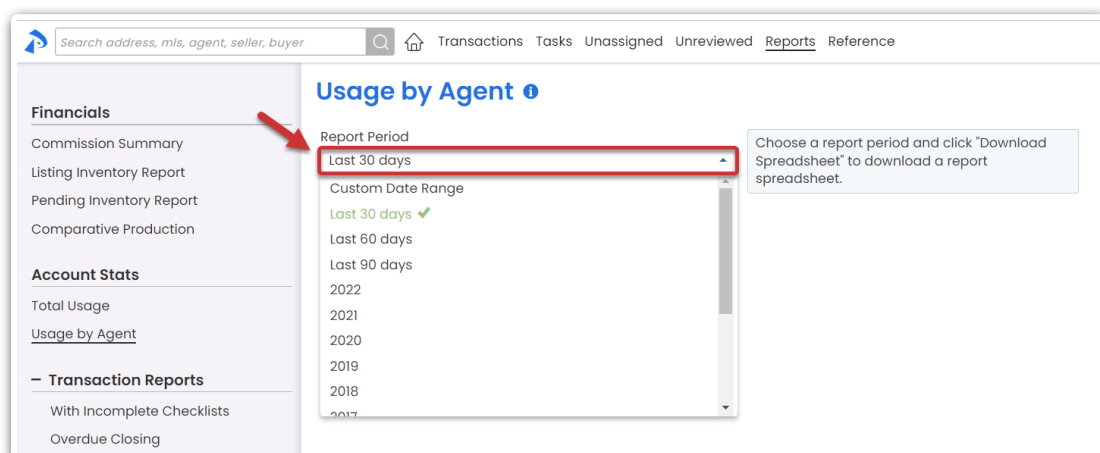 Search address, mls, agent, seller, buyer
Transactions Tasks Unassigned Unreviewed Reports Reference
Financials
Commission Summary
Listing Inventory Report
Pending Inventory Report
Comparative Production
Account Stats
Total Usage
Usage by Agent
Transaction Reports
With Incomplete Checklists
Overdue Closing
Usage by Agent
Report Period
Last 30 days
Custom Date Range
Last 30 days
Last 60 days
Last 90 days
2022
2021
2020
2019
2018
2017
Choose a report period and click "Download
Spreadsheet" to download a report
spreadsheet.